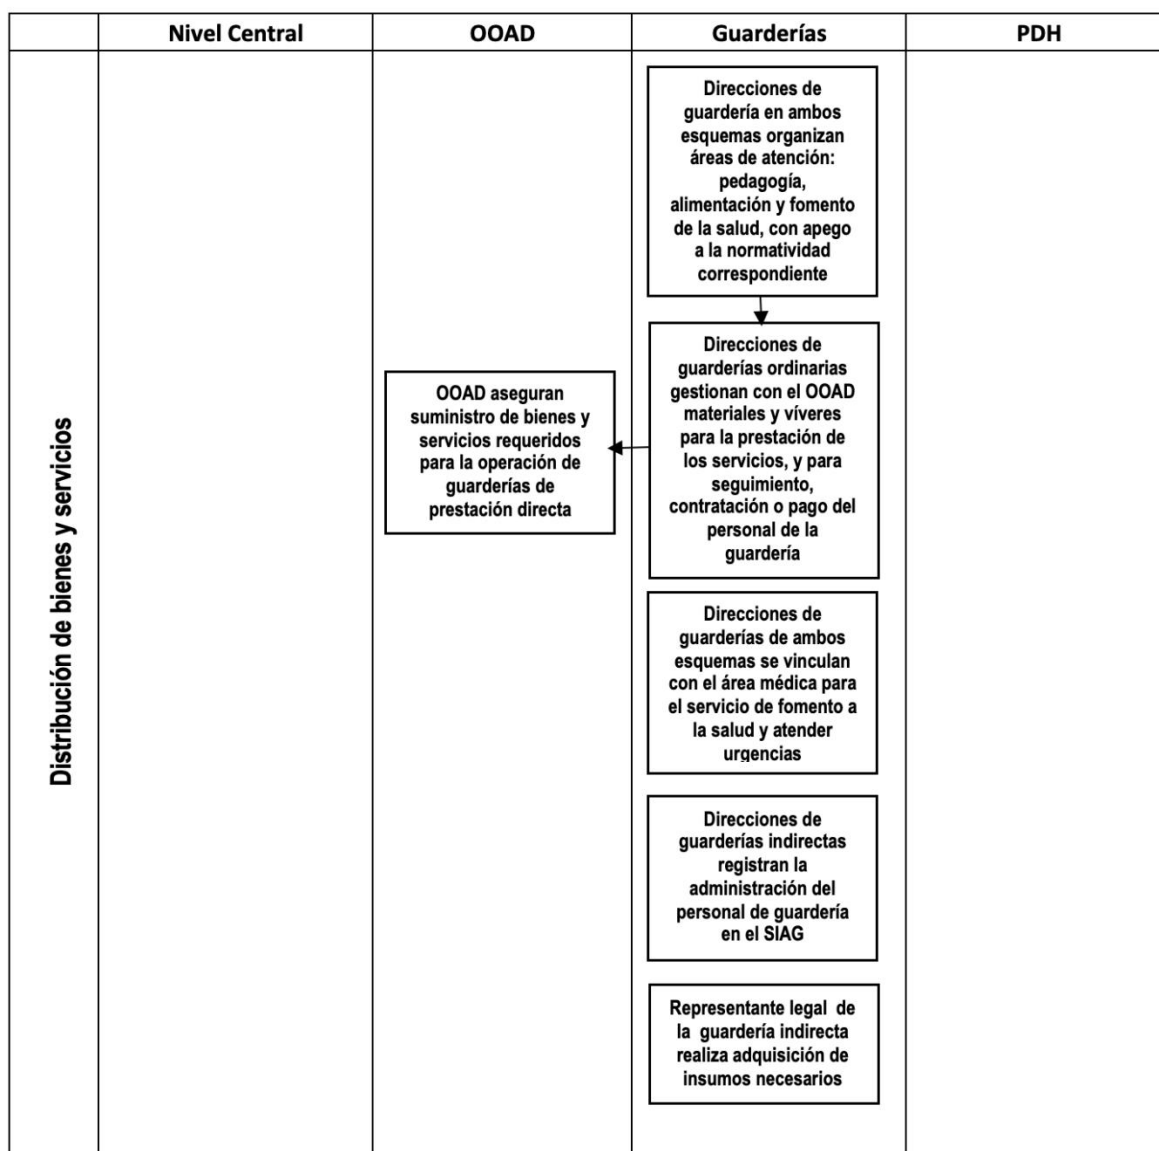 Nivel Central
OOAD
Guarderías
PDH
Distribución de bienes y servicios
Direcciones de
guardería en ambos
esquemas organizan
áreas de atención:
pedagogía,
alimentación y fomento
de la salud, con apego
a la normatividad
correspondiente
Direcciones de
guarderías ordinarias
gestionan con el OOAD
materiales y víveres
para la prestación de
los servicios, y para
seguimiento,
contratación o pago del
personal de la
guardería
OOAD aseguran
suministro de bienes y
servicios requeridos
para la operación de
guarderías de
prestación directa
Direcciones de
guarderías de ambos
esquemas se vinculan
con el área médica para
el servicio de fomento a
la salud y atender
urgencias
Direcciones de
guarderías indirectas
registran la
administración del
personal de guardería
en el SIAG
Representante legal de
la guardería indirecta
realiza adquisición de
insumos necesarios